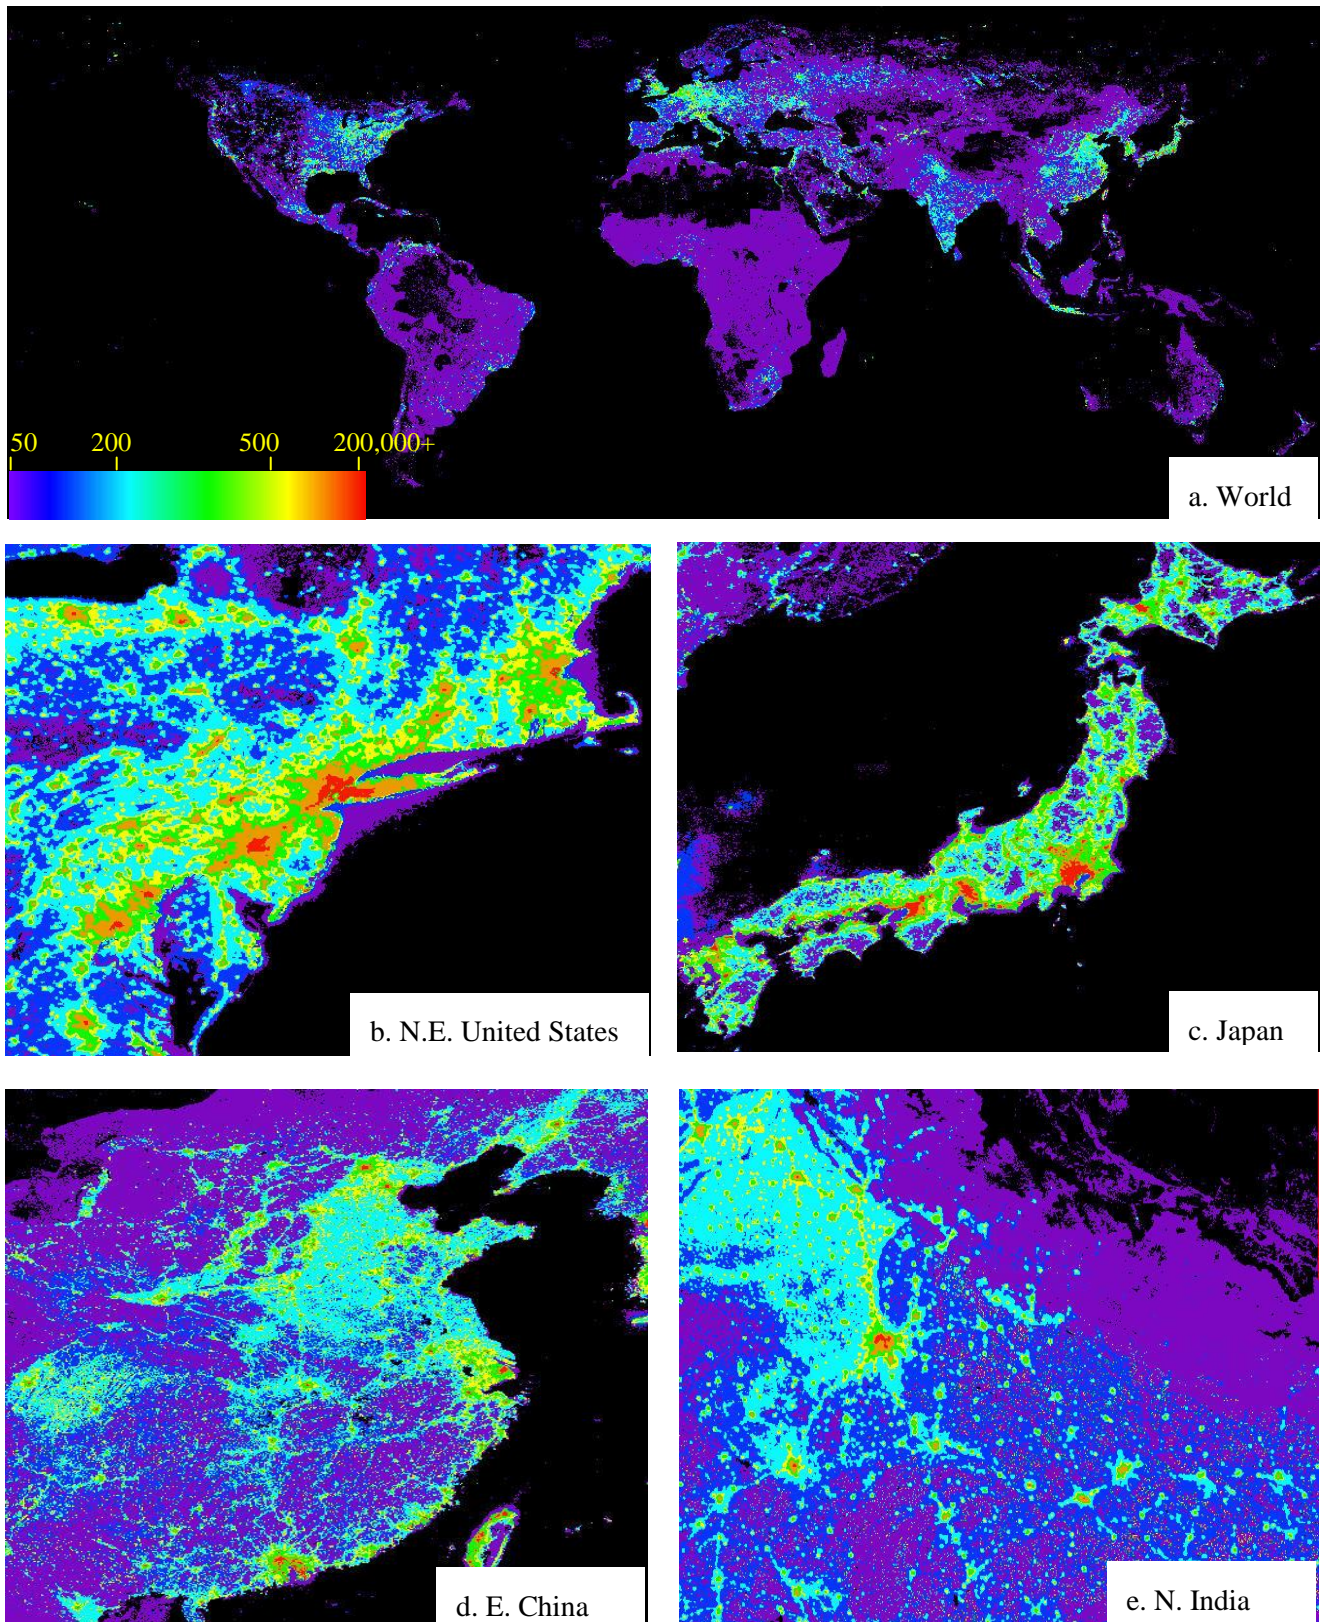 50 200 500 200,000+
a. World
b. N.E. United States
c. Japan
d. E. China
e. N. India